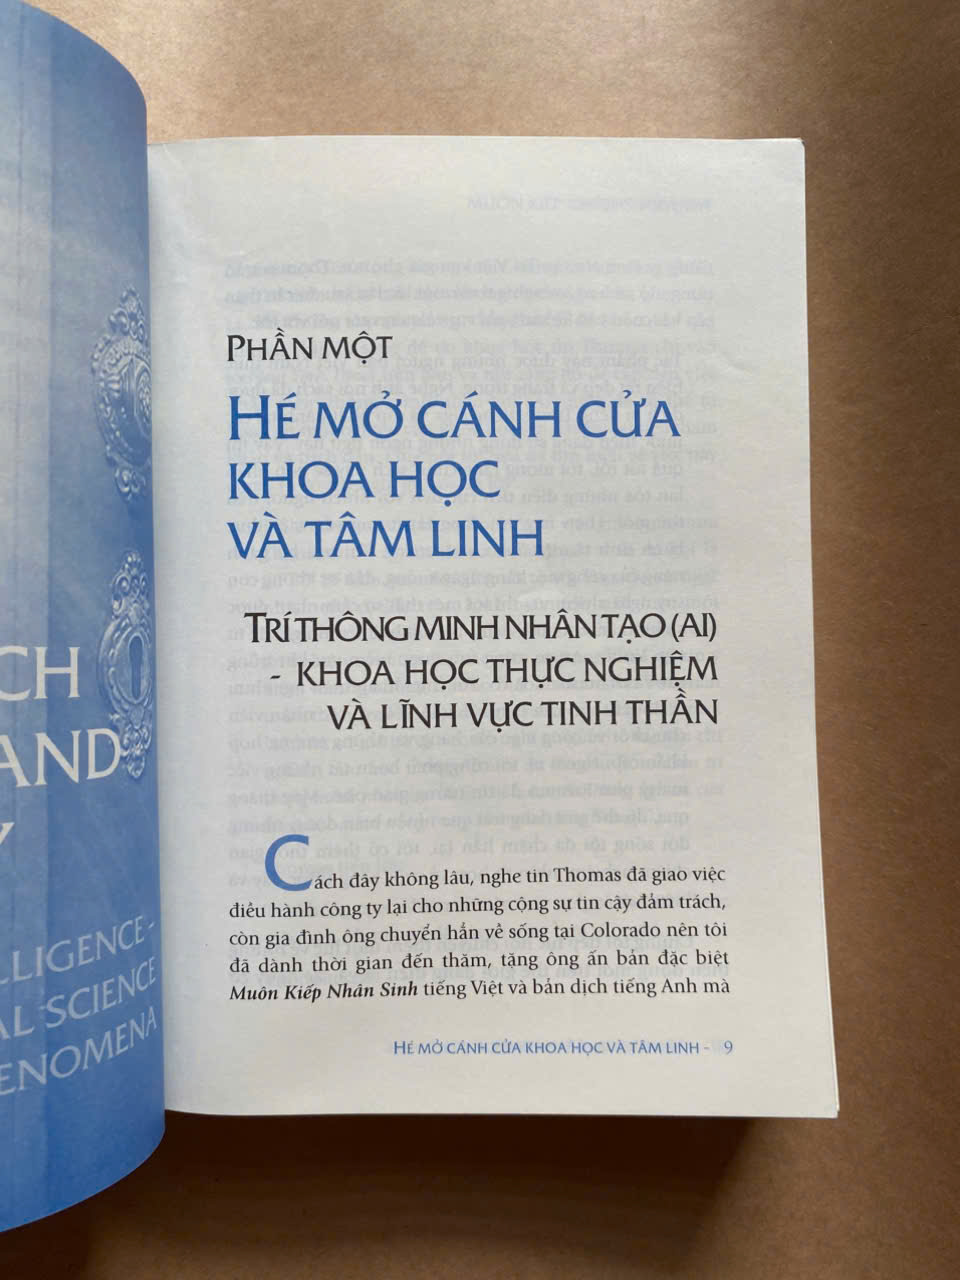 CH
AND
Y
LLIGENCE -
AL SCIENCE
ENOMENA
PHẦN MỘT
HÉ MỞ CÁNH CỬA
KHOA HỌC
VÀ TÂM LINH
TRÍ THÔNG MINH NHÂN TẠO (AI)
- KHOA HỌC THỰC NGHIỆM
VÀ LĨNH VỰC TINH THẦN
Cách đây không lâu, nghe tin Thomas đã giao việc
điều hành công ty lại cho những cộng sự tin cậy đảm trách,
còn gia đình ông chuyển hẳn về sống tại Colorado nên tôi
đã dành thời gian đến thăm, tặng ông ấn bản đặc biệt
Muôn Kiếp Nhân Sinh tiếng Việt và bản dịch tiếng Anh mà
HÉ MỞ CÁNH CỬA KHOA HỌC VÀ TÂM LINH - 9